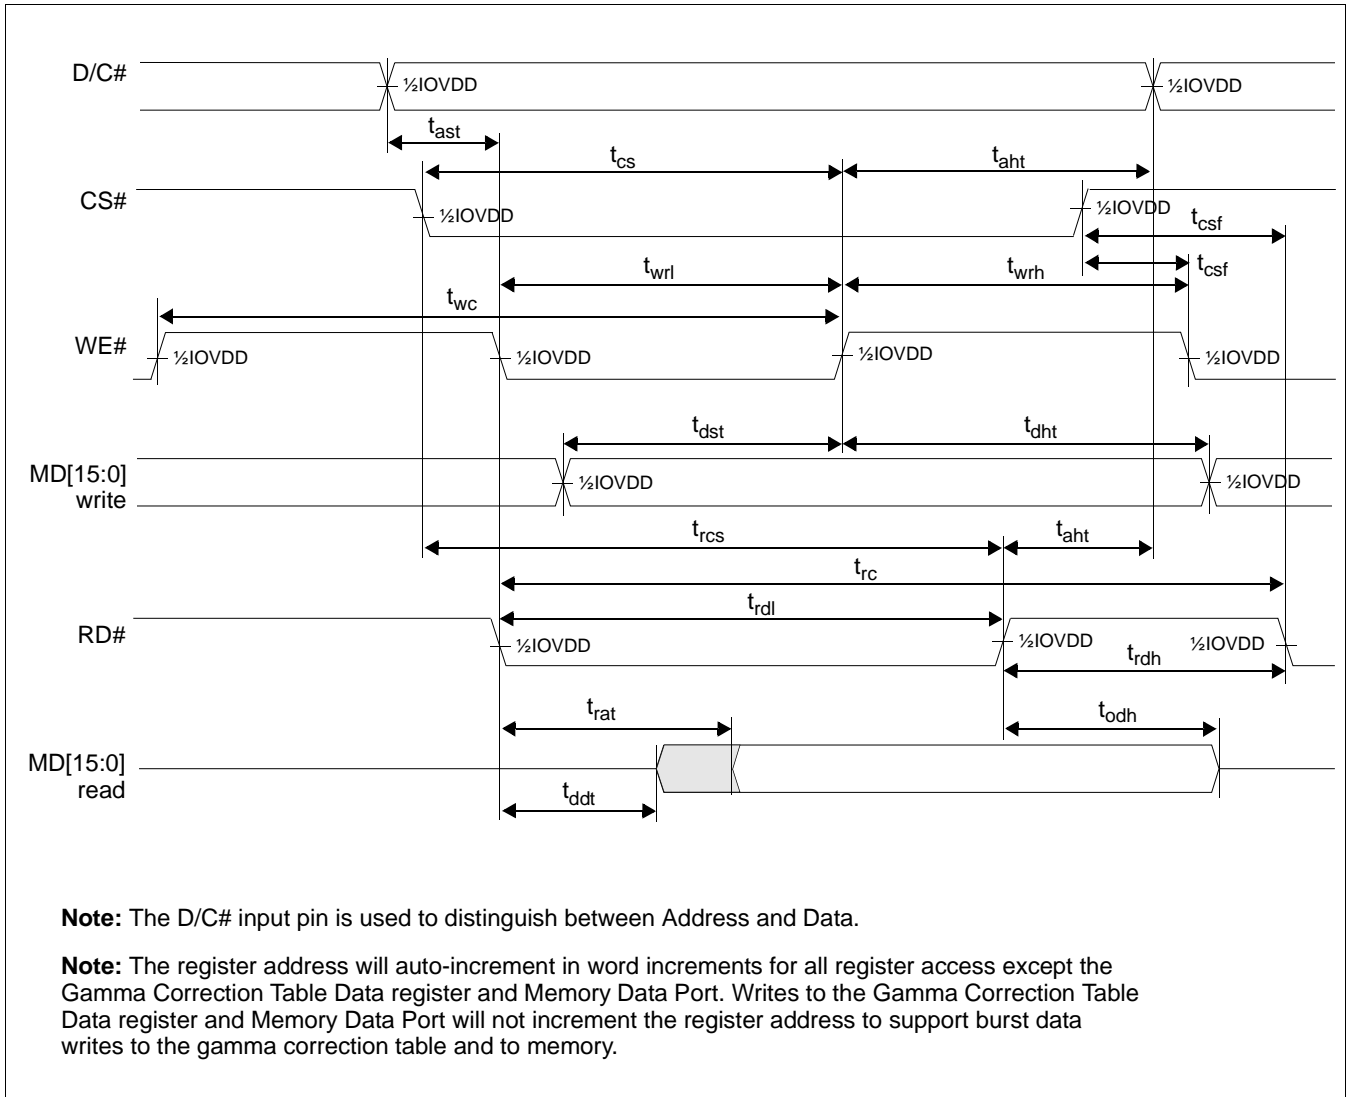 D/C#
½IOVDD
½IOVDD
tast
tcs
taht
CS#
½IOVDD
½IOVDD
tcsf
tcsf
twrl
twrh
twc
WE#
½IOVDD
½IOVDD
½IOVDD
½IOVDD
tdst
tdht
MD[15:0]
write
½IOVDD
½IOVDD
trcs
taht
trc
trdl
RD#
½IOVDD
½IOVDD
½IOVDD
trdh
trat
todh
MD[15:0]
read
tddt
Note: The D/C# input pin is used to distinguish between Address and Data.
Note: The register address will auto-increment in word increments for all register access except the
Gamma Correction Table Data register and Memory Data Port. Writes to the Gamma Correction Table
Data register and Memory Data Port will not increment the register address to support burst data
writes to the gamma correction table and to memory.